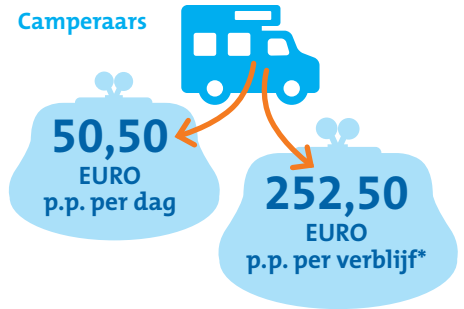 Camperaars
50,50
EURO
p.p. per dag
252,50
EURO
p.p. per verblijf*